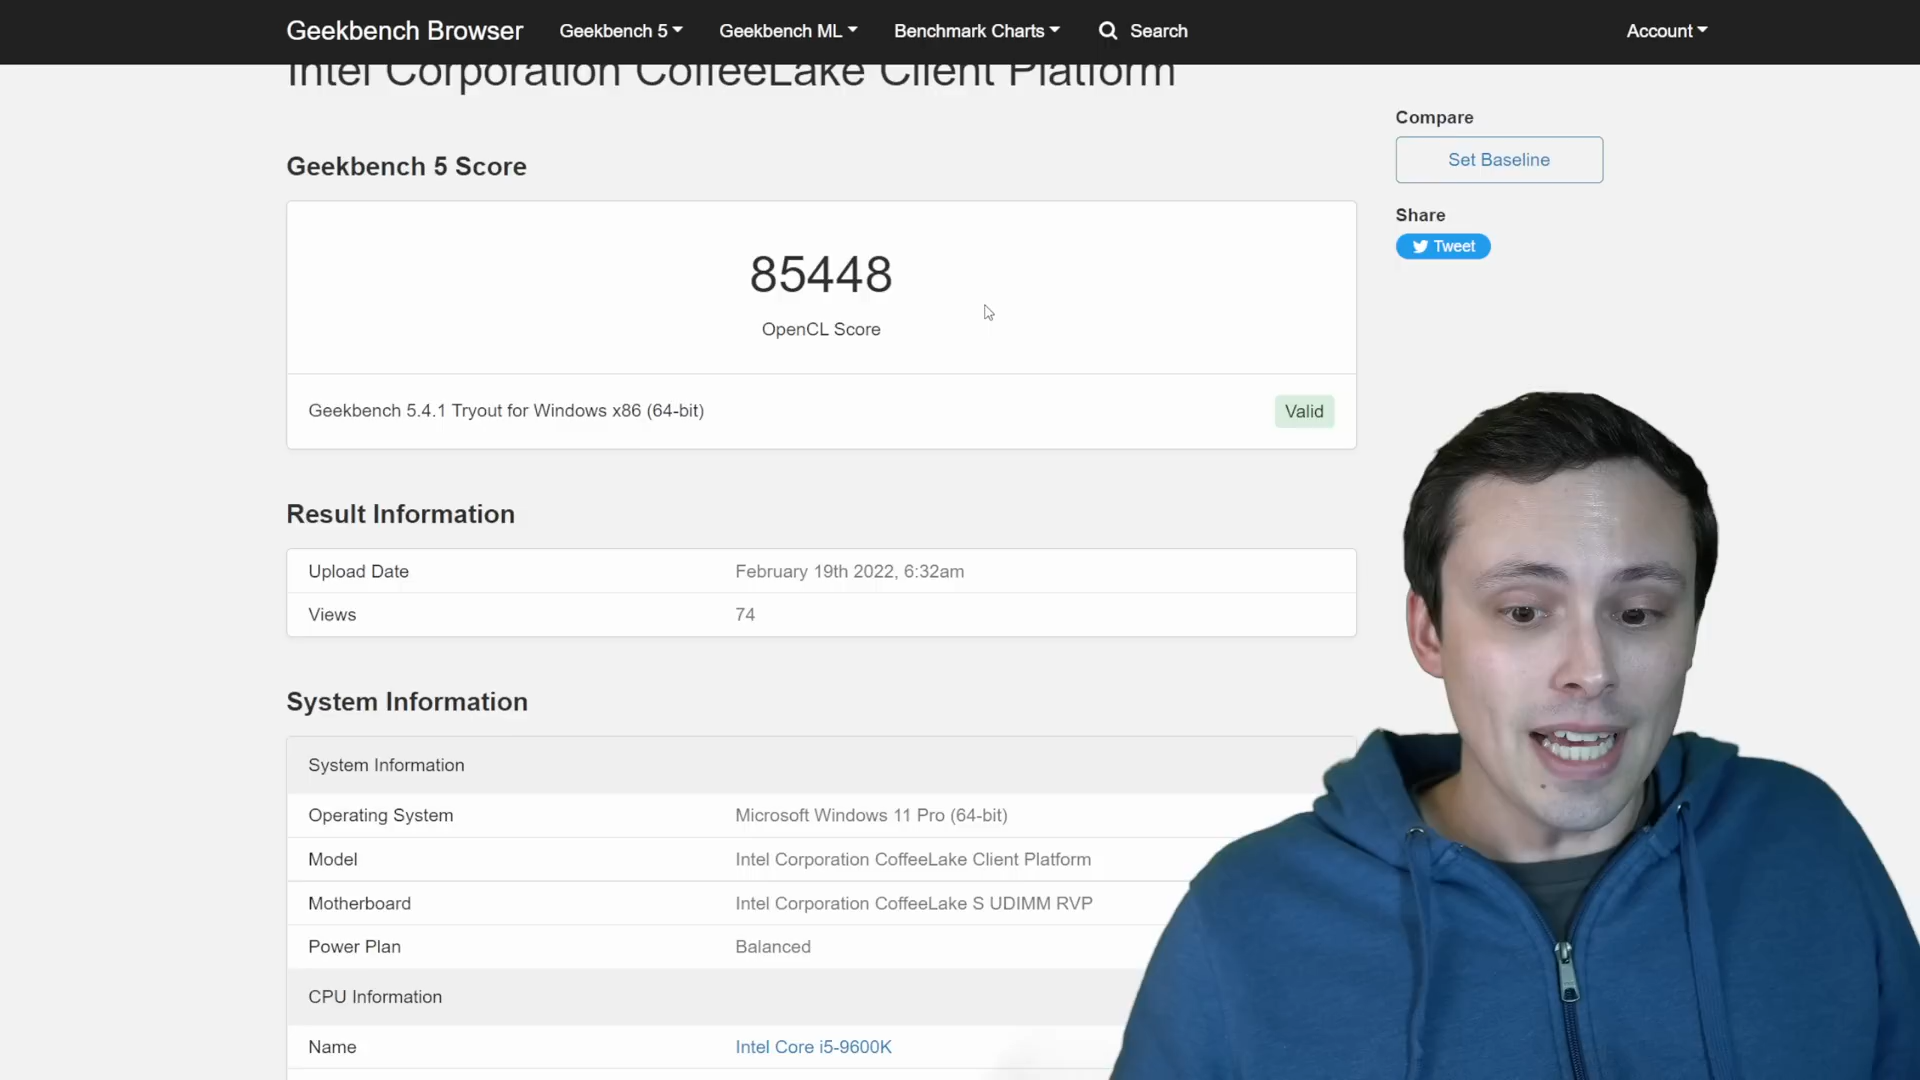 Geekbench Browser Geekbench 5 Geekbench ML Benchmark Charts Search Account
Intel Corporation CoffeeLake Client Platform
Compare
Set Baseline
Share
Tweet
Geekbench 5 Score
85448
OpenCL Score
Geekbench 5.4.1 Tryout for Windows x86 (64-bit) Valid
Result Information
Upload Date February 19th 2022, 6:32am
Views 74
System Information
System Information
Operating System Microsoft Windows 11 Pro (64-bit)
Model Intel Corporation CoffeeLake Client Platform
Motherboard Intel Corporation CoffeeLake S UDIMM RVP
Power Plan Balanced
CPU Information
Name Intel Core i5-9600K